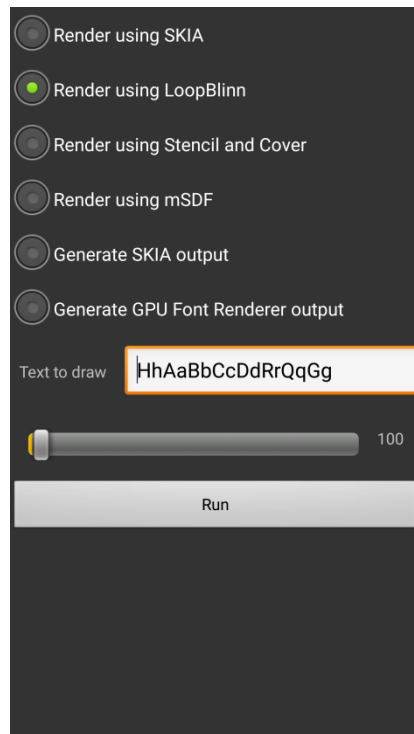 Render using SKIA
Render using LoopBlinn
Render using Stencil and Cover
Render using mSDF
Generate SKIA output
Generate GPU Font Renderer output
Text to draw HhAaBbCcDdRrQqGg
100
Run